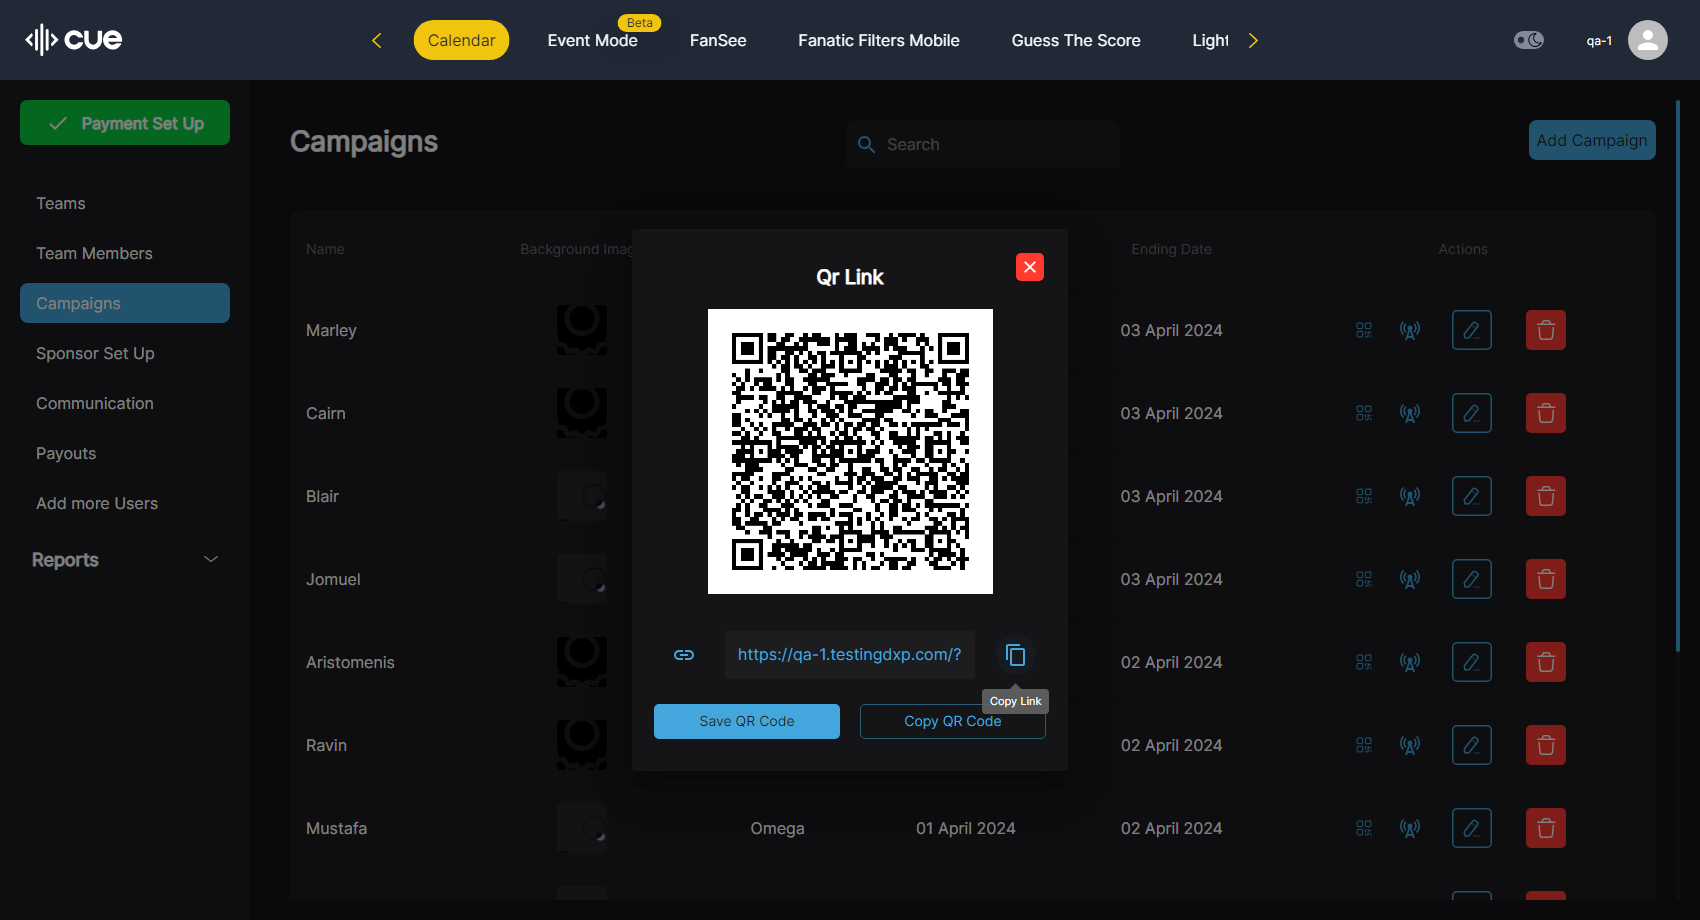 cue
Calendar
Event Mode
Beta
FanSee
Fanatic Filters Mobile
Guess The Score
Light
qa-1
Payment Set Up
Teams
Team Members
Campaigns
Sponsor Set Up
Communication
Payouts
Add more Users
Reports
Campaigns
Search
Add Campaign
Name
Background Imag
Ending Date
Actions
Marley
03 April 2024
Cairn
03 April 2024
Blair
03 April 2024
Jomuel
03 April 2024
Aristomenis
02 April 2024
Ravin
02 April 2024
Mustafa
Omega
01 April 2024
02 April 2024
Qr Link
https://qa-1.testingdxp.com/?
Copy Link
Save QR Code
Copy QR Code